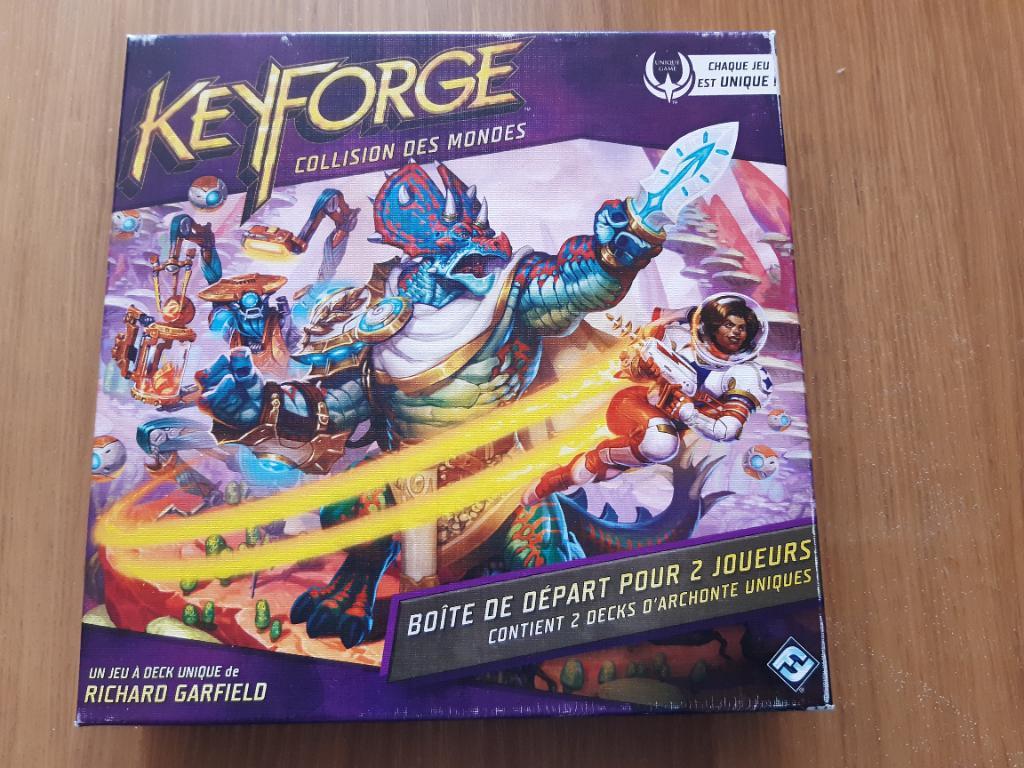 KEYFORGE
COLLISION DES MONDES
UNIQUE
GAME
CHAQUE JEU
EST UNIQUE !
BOÎTE DE DÉPART POUR 2 JOUEURS
CONTIENT 2 DECKS D'ARCHONTE UNIQUES
UN JEU À DECK UNIQUE de
RICHARD GARFIELD